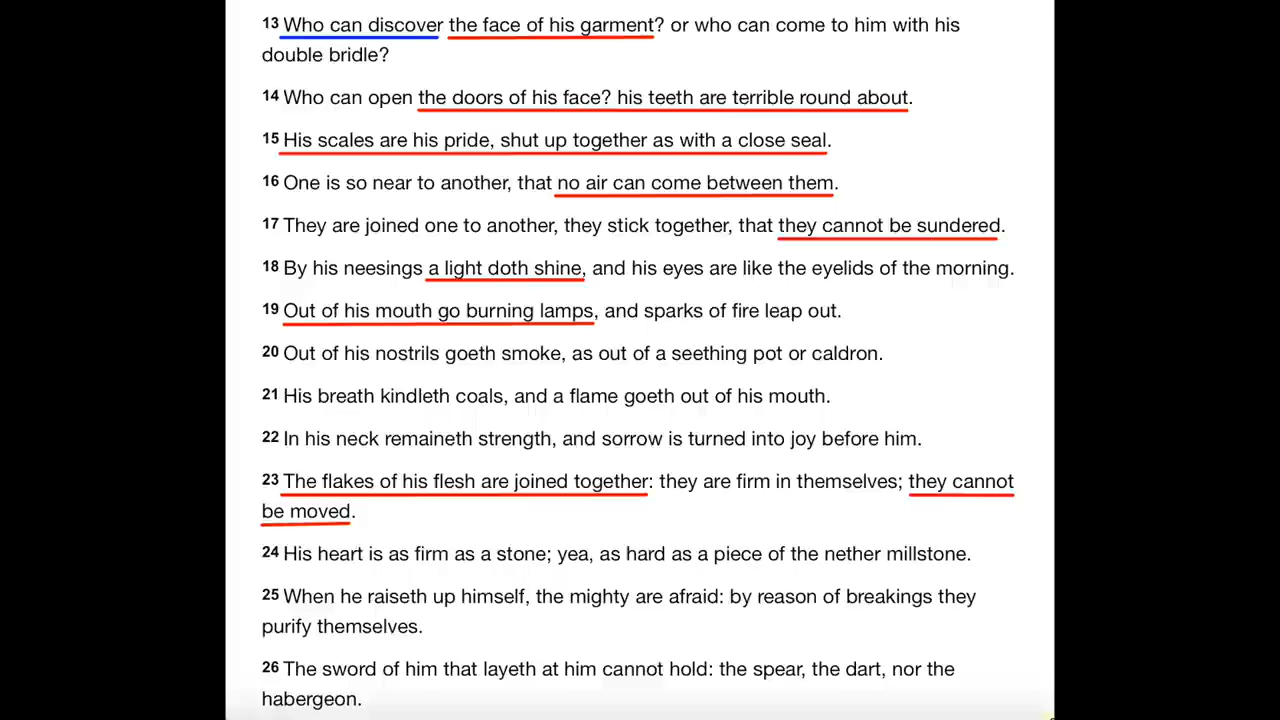 13 Who can discover the face of his garment? or who can come to him with his
double bridle?
14 Who can open the doors of his face? his teeth are terrible round about.
15 His scales are his pride, shut up together as with a close seal.
16 One is so near to another, that no air can come between them.
17 They are joined one to another, they stick together, that they cannot be sundered.
18 By his neesings a light doth shine, and his eyes are like the eyelids of the morning.
19 Out of his mouth go burning lamps, and sparks of fire leap out.
20 Out of his nostrils goeth smoke, as out of a seething pot or caldron.
21 His breath kindleth coals, and a flame goeth out of his mouth.
22 In his neck remaineth strength, and sorrow is turned into joy before him.
23 The flakes of his flesh are joined together: they are firm in themselves; they cannot
be moved.
24 His heart is as firm as a stone; yea, as hard as a piece of the nether millstone.
25 When he raiseth up himself, the mighty are afraid: by reason of breakings they
purify themselves.
26 The sword of him that layeth at him cannot hold: the spear, the dart, nor the
habergeon.